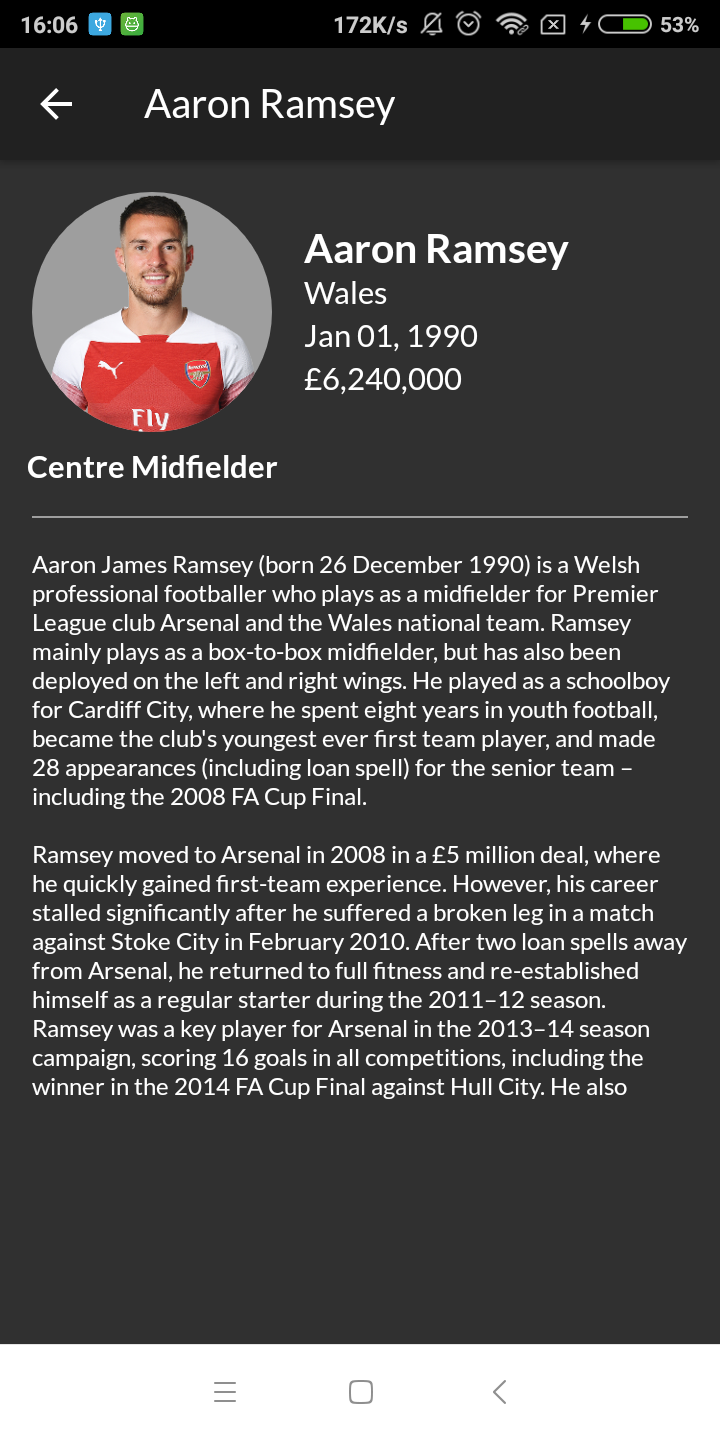 16:06 172K/s 53%
Aaron Ramsey
Aaron Ramsey
Wales
Jan 01, 1990
£6,240,000
Fly
Centre Midfielder
Aaron James Ramsey (born 26 December 1990) is a Welsh
professional footballer who plays as a midfielder for Premier
League club Arsenal and the Wales national team. Ramsey
mainly plays as a box-to-box midfielder, but has also been
deployed on the left and right wings. He played as a schoolboy
for Cardiff City, where he spent eight years in youth football,
became the club's youngest ever first team player, and made
28 appearances (including loan spell) for the senior team –
including the 2008 FA Cup Final.
Ramsey moved to Arsenal in 2008 in a £5 million deal, where
he quickly gained first-team experience. However, his career
stalled significantly after he suffered a broken leg in a match
against Stoke City in February 2010. After two loan spells away
from Arsenal, he returned to full fitness and re-established
himself as a regular starter during the 2011–12 season.
Ramsey was a key player for Arsenal in the 2013–14 season
campaign, scoring 16 goals in all competitions, including the
winner in the 2014 FA Cup Final against Hull City. He also